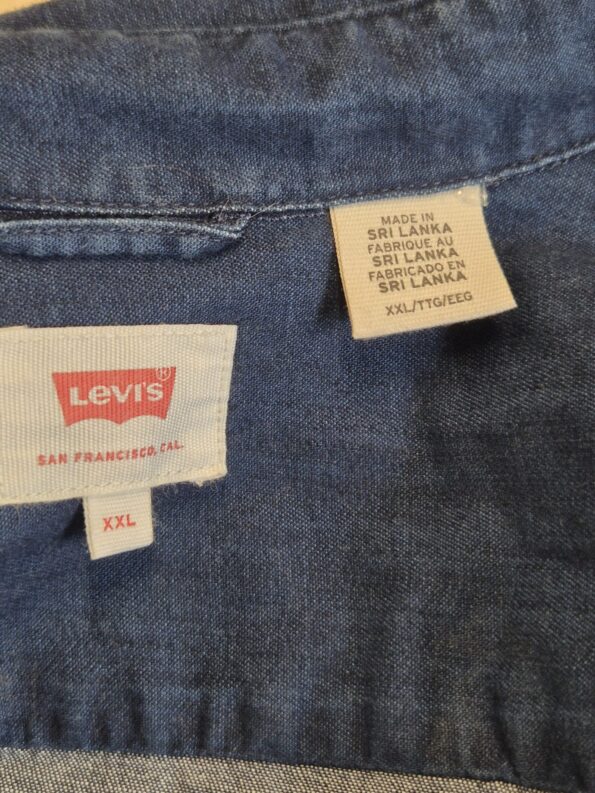 MADE IN
SRI LANKA
FABRIQUE AU
SRI LANKA
FABRICADO EN
SRI LANKA
XXL/TTG/EEG
LEVI'S®
SAN FRANCISCO, CAL.
XXL